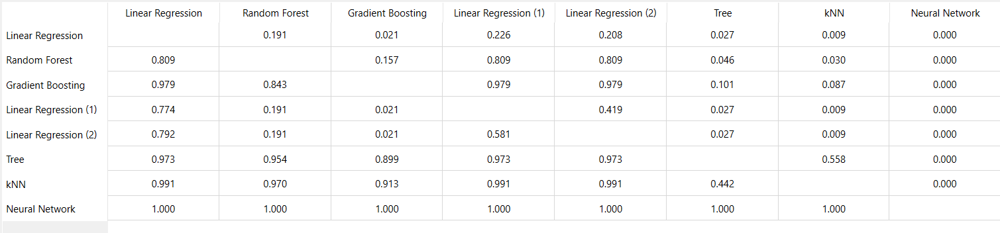 Linear Regression Random Forest Gradient Boosting Linear Regression (1) Linear Regression (2) Tree kNN Neural Network
Linear Regression 0.191 0.021 0.226 0.208 0.027 0.009 0.000
Random Forest 0.809 0.157 0.809 0.809 0.046 0.030 0.000
Gradient Boosting 0.979 0.843 0.979 0.979 0.101 0.087 0.000
Linear Regression (1) 0.774 0.191 0.021 0.419 0.027 0.009 0.000
Linear Regression (2) 0.792 0.191 0.021 0.581 0.027 0.009 0.000
Tree 0.973 0.954 0.899 0.973 0.973 0.558 0.000
kNN 0.991 0.970 0.913 0.991 0.991 0.442 0.000
Neural Network 1.000 1.000 1.000 1.000 1.000 1.000 1.000